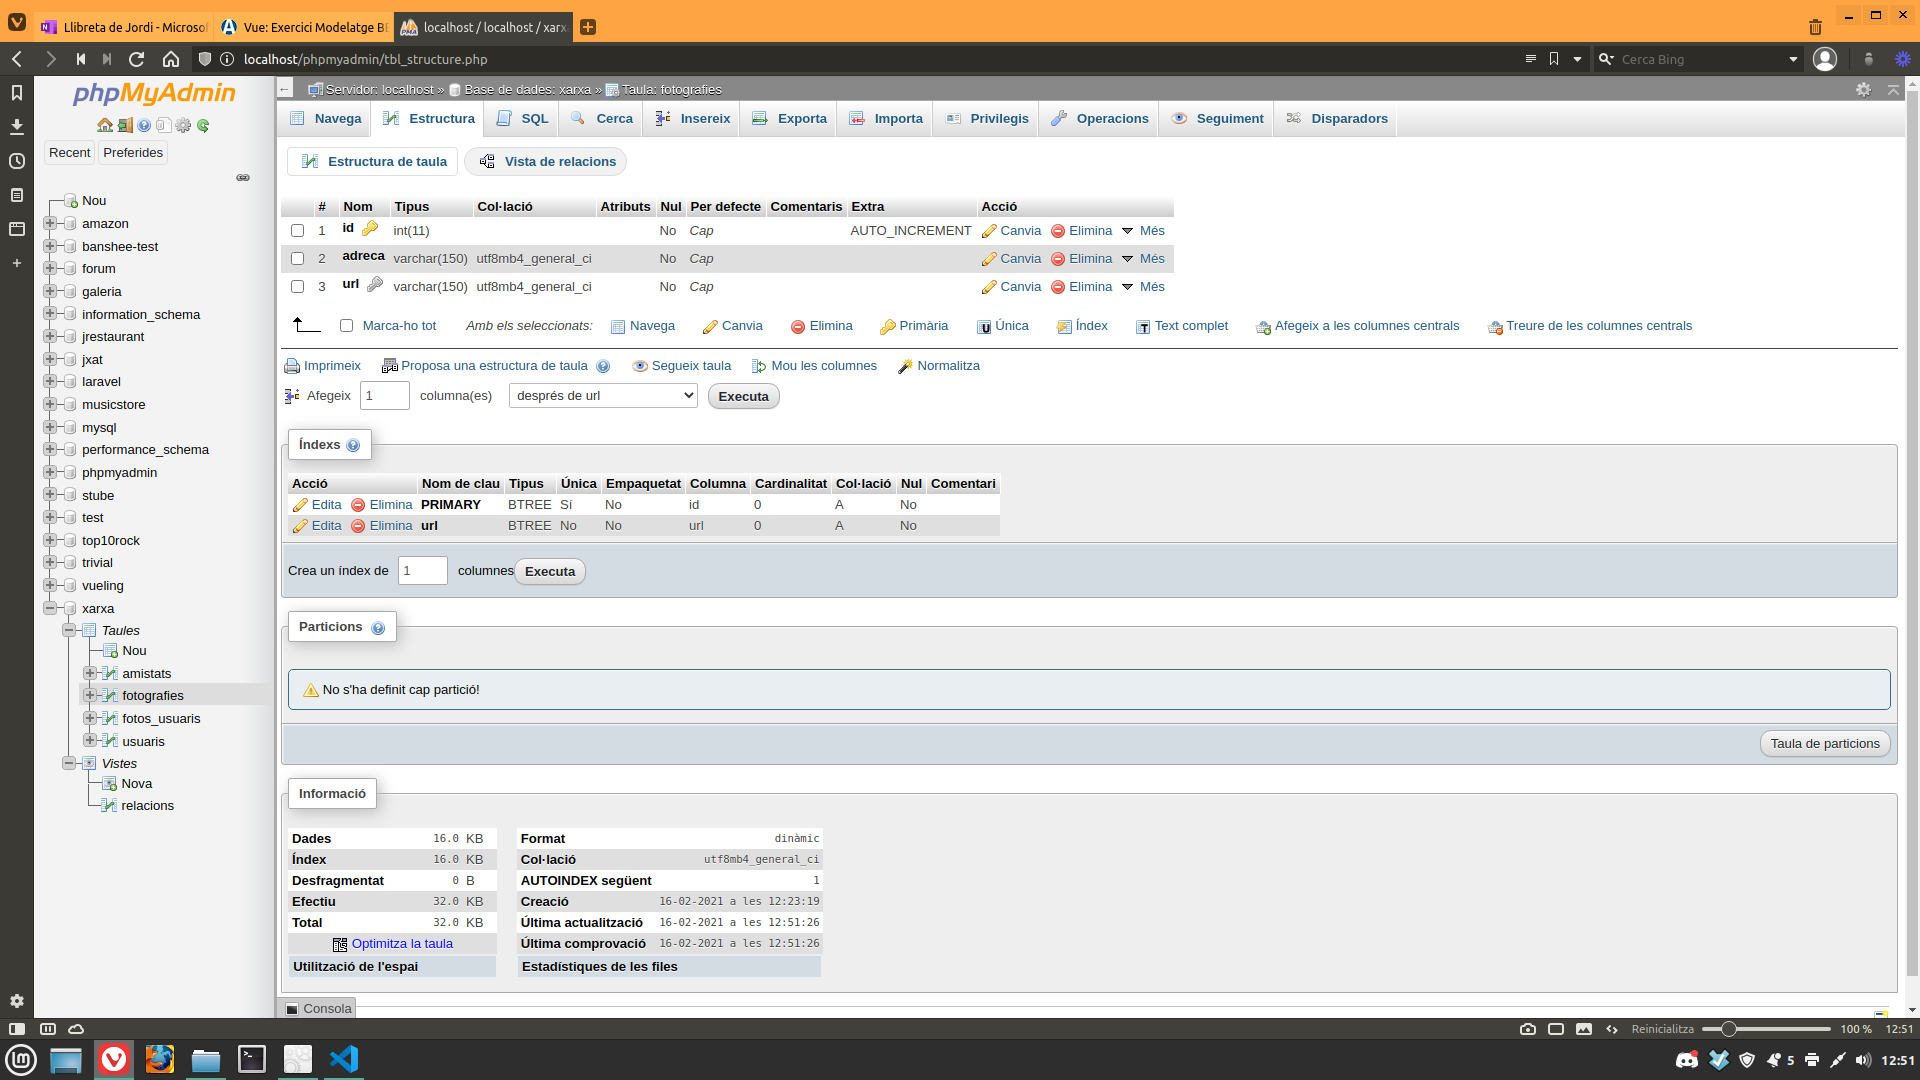 Llibreta de Jordi - Microsof
Vue: Exercici Modelatge BE
localhost / localhost / xarx
localhost/phpmyadmin/tbl_structure.php
Cerca Bing
phpMyAdmin
Recent Preferides
Nou
amazon
banshee-test
forum
galeria
information_schema
jrestaurant
jxat
laravel
musicstore
mysql
performance_schema
phpmyadmin
stube
test
top10rock
trivial
vueling
xarxa
Taules
Nou
amistats
fotografies
fotos_usuaris
usuaris
Vistes
Nova
relacions
Servidor: localhost » Base de dades: xarxa » Taula: fotografies
Navega Estructura SQL Cerca Insereix Exporta Importa Privilegis Operacions Seguiment Disparadors
Estructura de taula Vista de relacions
# Nom Tipus Col·lació Atributs Nul Per defecte Comentaris Extra Acció
1 id int(11) No Cap AUTO_INCREMENT Canvia Elimina Més
2 adreca varchar(150) utf8mb4_general_ci No Cap Canvia Elimina Més
3 url varchar(150) utf8mb4_general_ci No Cap Canvia Elimina Més
Marca-ho tot Amb els seleccionats: Navega Canvia Elimina Primària Única Índex Text complet Afegeix a les columnes centrals Treure de les columnes centrals
Imprimeix Proposa una estructura de taula Segueix taula Mou les columnes Normalitza
Afegeix 1 columna(es) després de url Executa
Índexs
Acció Nom de clau Tipus Única Empaquetat Columna Cardinalitat Col·lació Nul Comentari
Edita Elimina PRIMARY BTREE Sí No id 0 A No
Edita Elimina url BTREE No No url 0 A No
Crea un índex de 1 columnes Executa
Particions
No s'ha definit cap partició!
Taula de particions
Informació
Dades 16.0 KB
Índex 16.0 KB
Desfragmentat 0 B
Efectiu 32.0 KB
Total 32.0 KB
Optimitza la taula
Utilització de l'espai
Format dinàmic
Col·lació utf8mb4_general_ci
AUTOINDEX següent 1
Creació 16-02-2021 a les 12:23:19
Última actualització 16-02-2021 a les 12:51:26
Última comprovació 16-02-2021 a les 12:51:26
Estadístiques de les files
Consola
Reinicialitza 100 % 12:51
5 12:51